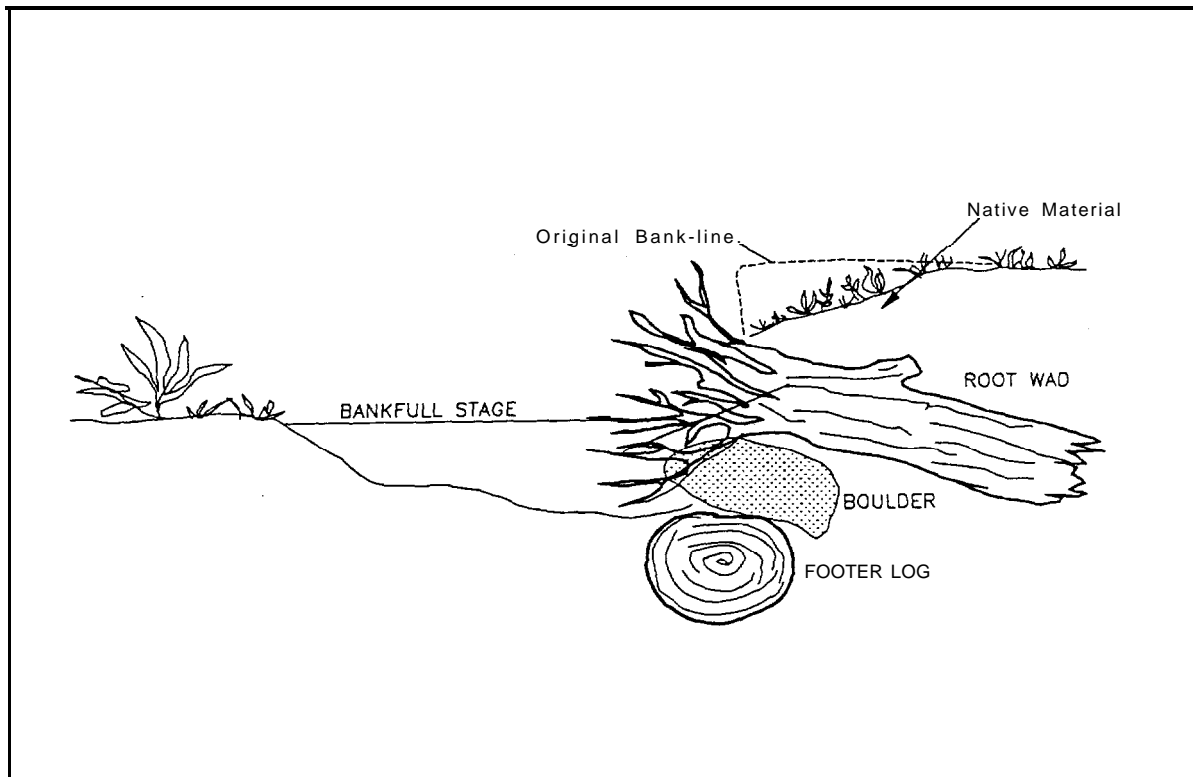 Native Material
Original Bank-line
ROOT WAD
BANKFULL STAGE
BOULDER
FOOTER LOG